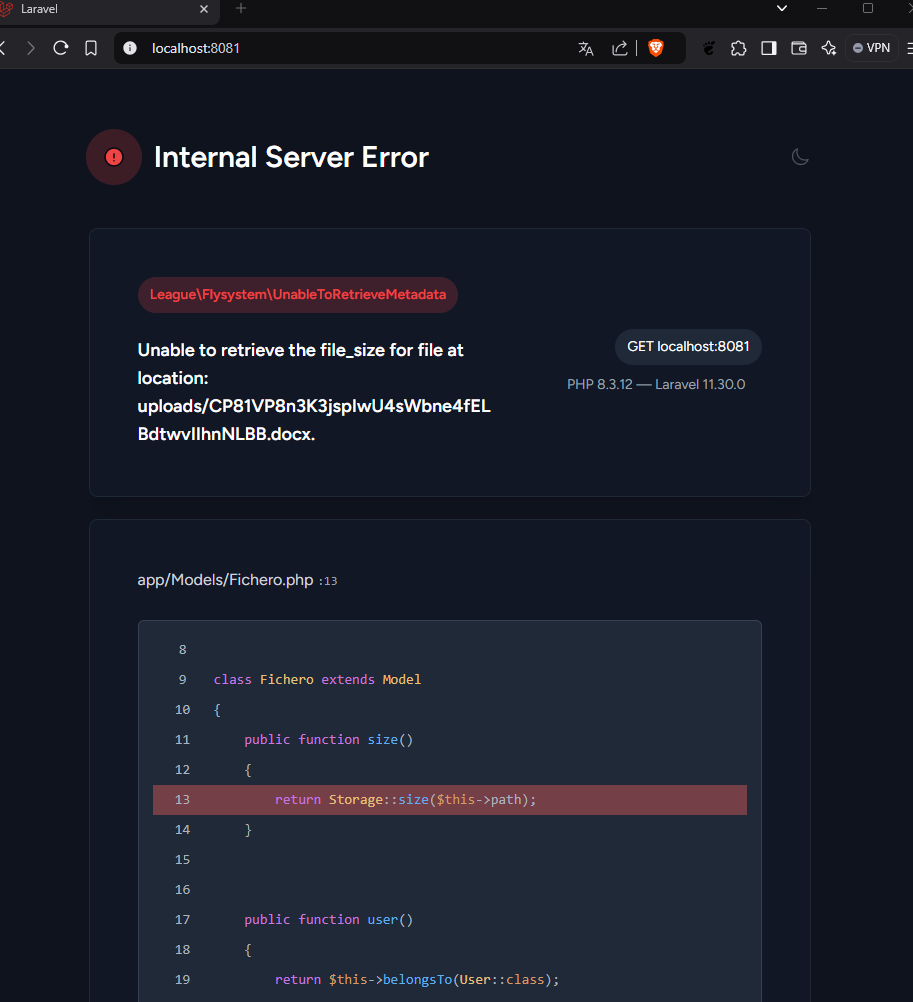 Laravel
localhost:8081
VPN
Internal Server Error
League\Flysystem\UnableToRetrieveMetadata
Unable to retrieve the file_size for file at
location:
uploads/CP81VP8n3K3jspIwU4sWbne4fEL
BdtwvIIhnNLBB.docx.
GET localhost:8081
PHP 8.3.12 — Laravel 11.30.0
app/Models/Fichero.php :13
8
9 class Fichero extends Model
10 {
11 public function size()
12 {
13 return Storage::size($this->path);
14 }
15
16
17 public function user()
18 {
19 return $this->belongsTo(User::class);